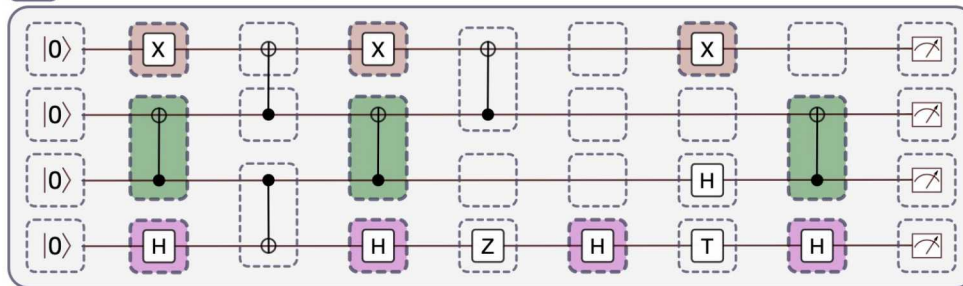 |0⟩ X X X
|0⟩
|0⟩ H
|0⟩ H H Z H T H